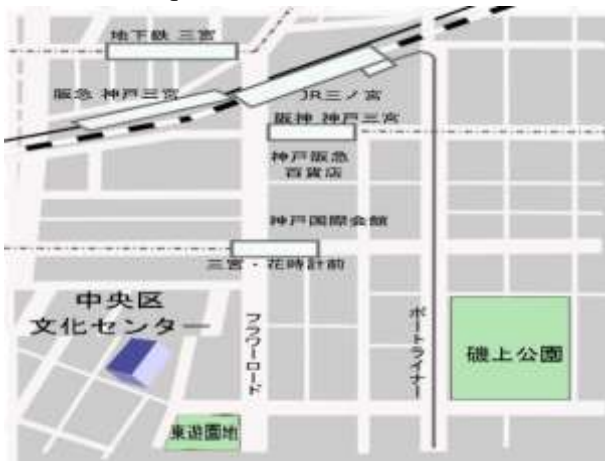 地下鉄 三宮
阪急 神戸三宮
JR三ノ宮
阪神 神戸三宮
神戸阪急
百貨店
神戸国際会館
三宮・花時計前
中央区
文化センター
フラワーロード
ポートライナー
磯上公園
東遊園地